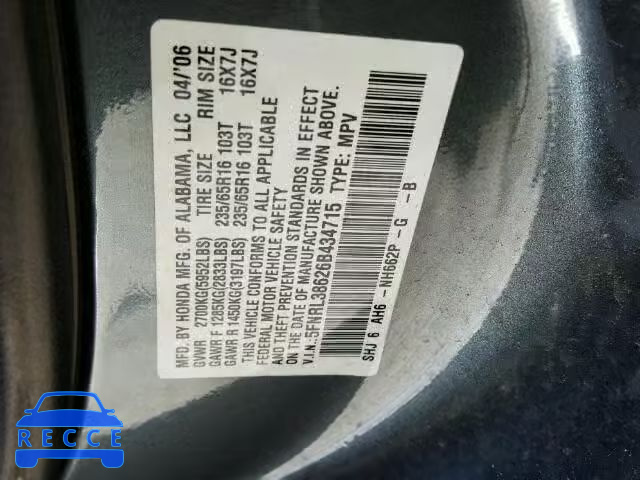 MFD. BY HONDA MFG. OF ALABAMA, LLC 04/'06
GVWR 2700KG(5952LBS) TIRE SIZE RIM SIZE
GAWR F 1285KG(2833LBS) 235/65R16 103T 16X7J
GAWR R 1450KG(3197LBS) 235/65R16 103T 16X7J
THIS VEHICLE CONFORMS TO ALL APPLICABLE
FEDERAL MOTOR VEHICLE SAFETY
AND THEFT PREVENTION STANDARDS IN EFFECT
ON THE DATE OF MANUFACTURE SHOWN ABOVE.
V.I.N.:5FNRL38626B434715 TYPE: MPV
SHJ 6 AH6 -NH662P - G - B
RECCE